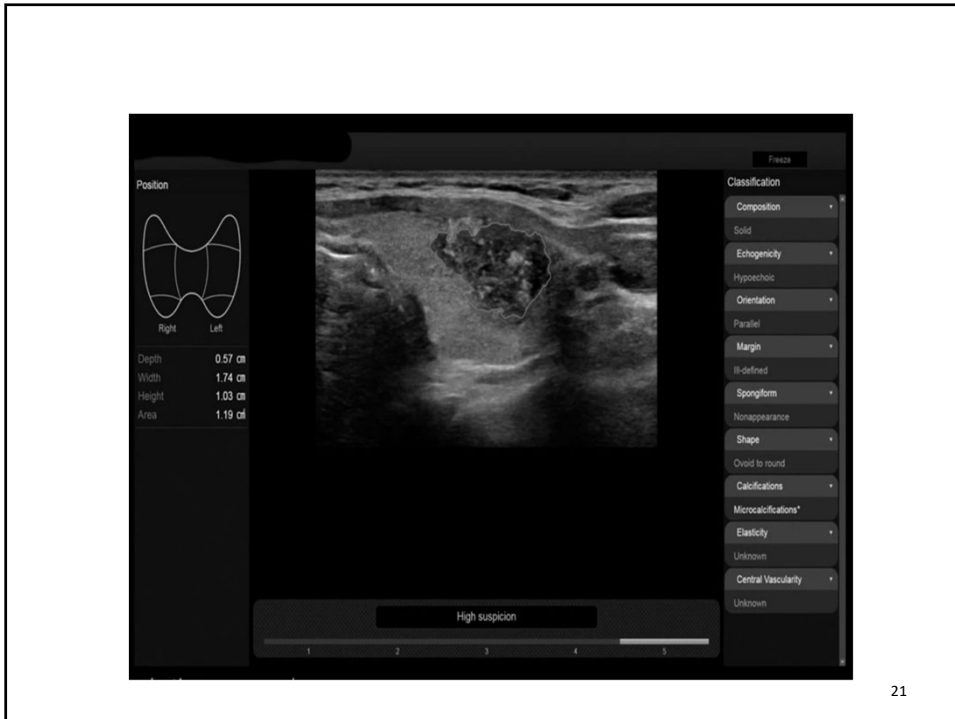 Freeze
Position
Right Left
Depth 0.57 cm
Width 1.74 cm
Height 1.03 cm
Area 1.19 cm²
Classification
Composition
Solid
Echogenicity
Hypoechoic
Orientation
Parallel
Margin
Ill-defined
Spongiform
Nonappearance
Shape
Ovoid to round
Calcifications
Microcalcifications*
Elasticity
Unknown
Central Vascularity
Unknown
High suspicion
1 2 3 4 5
21